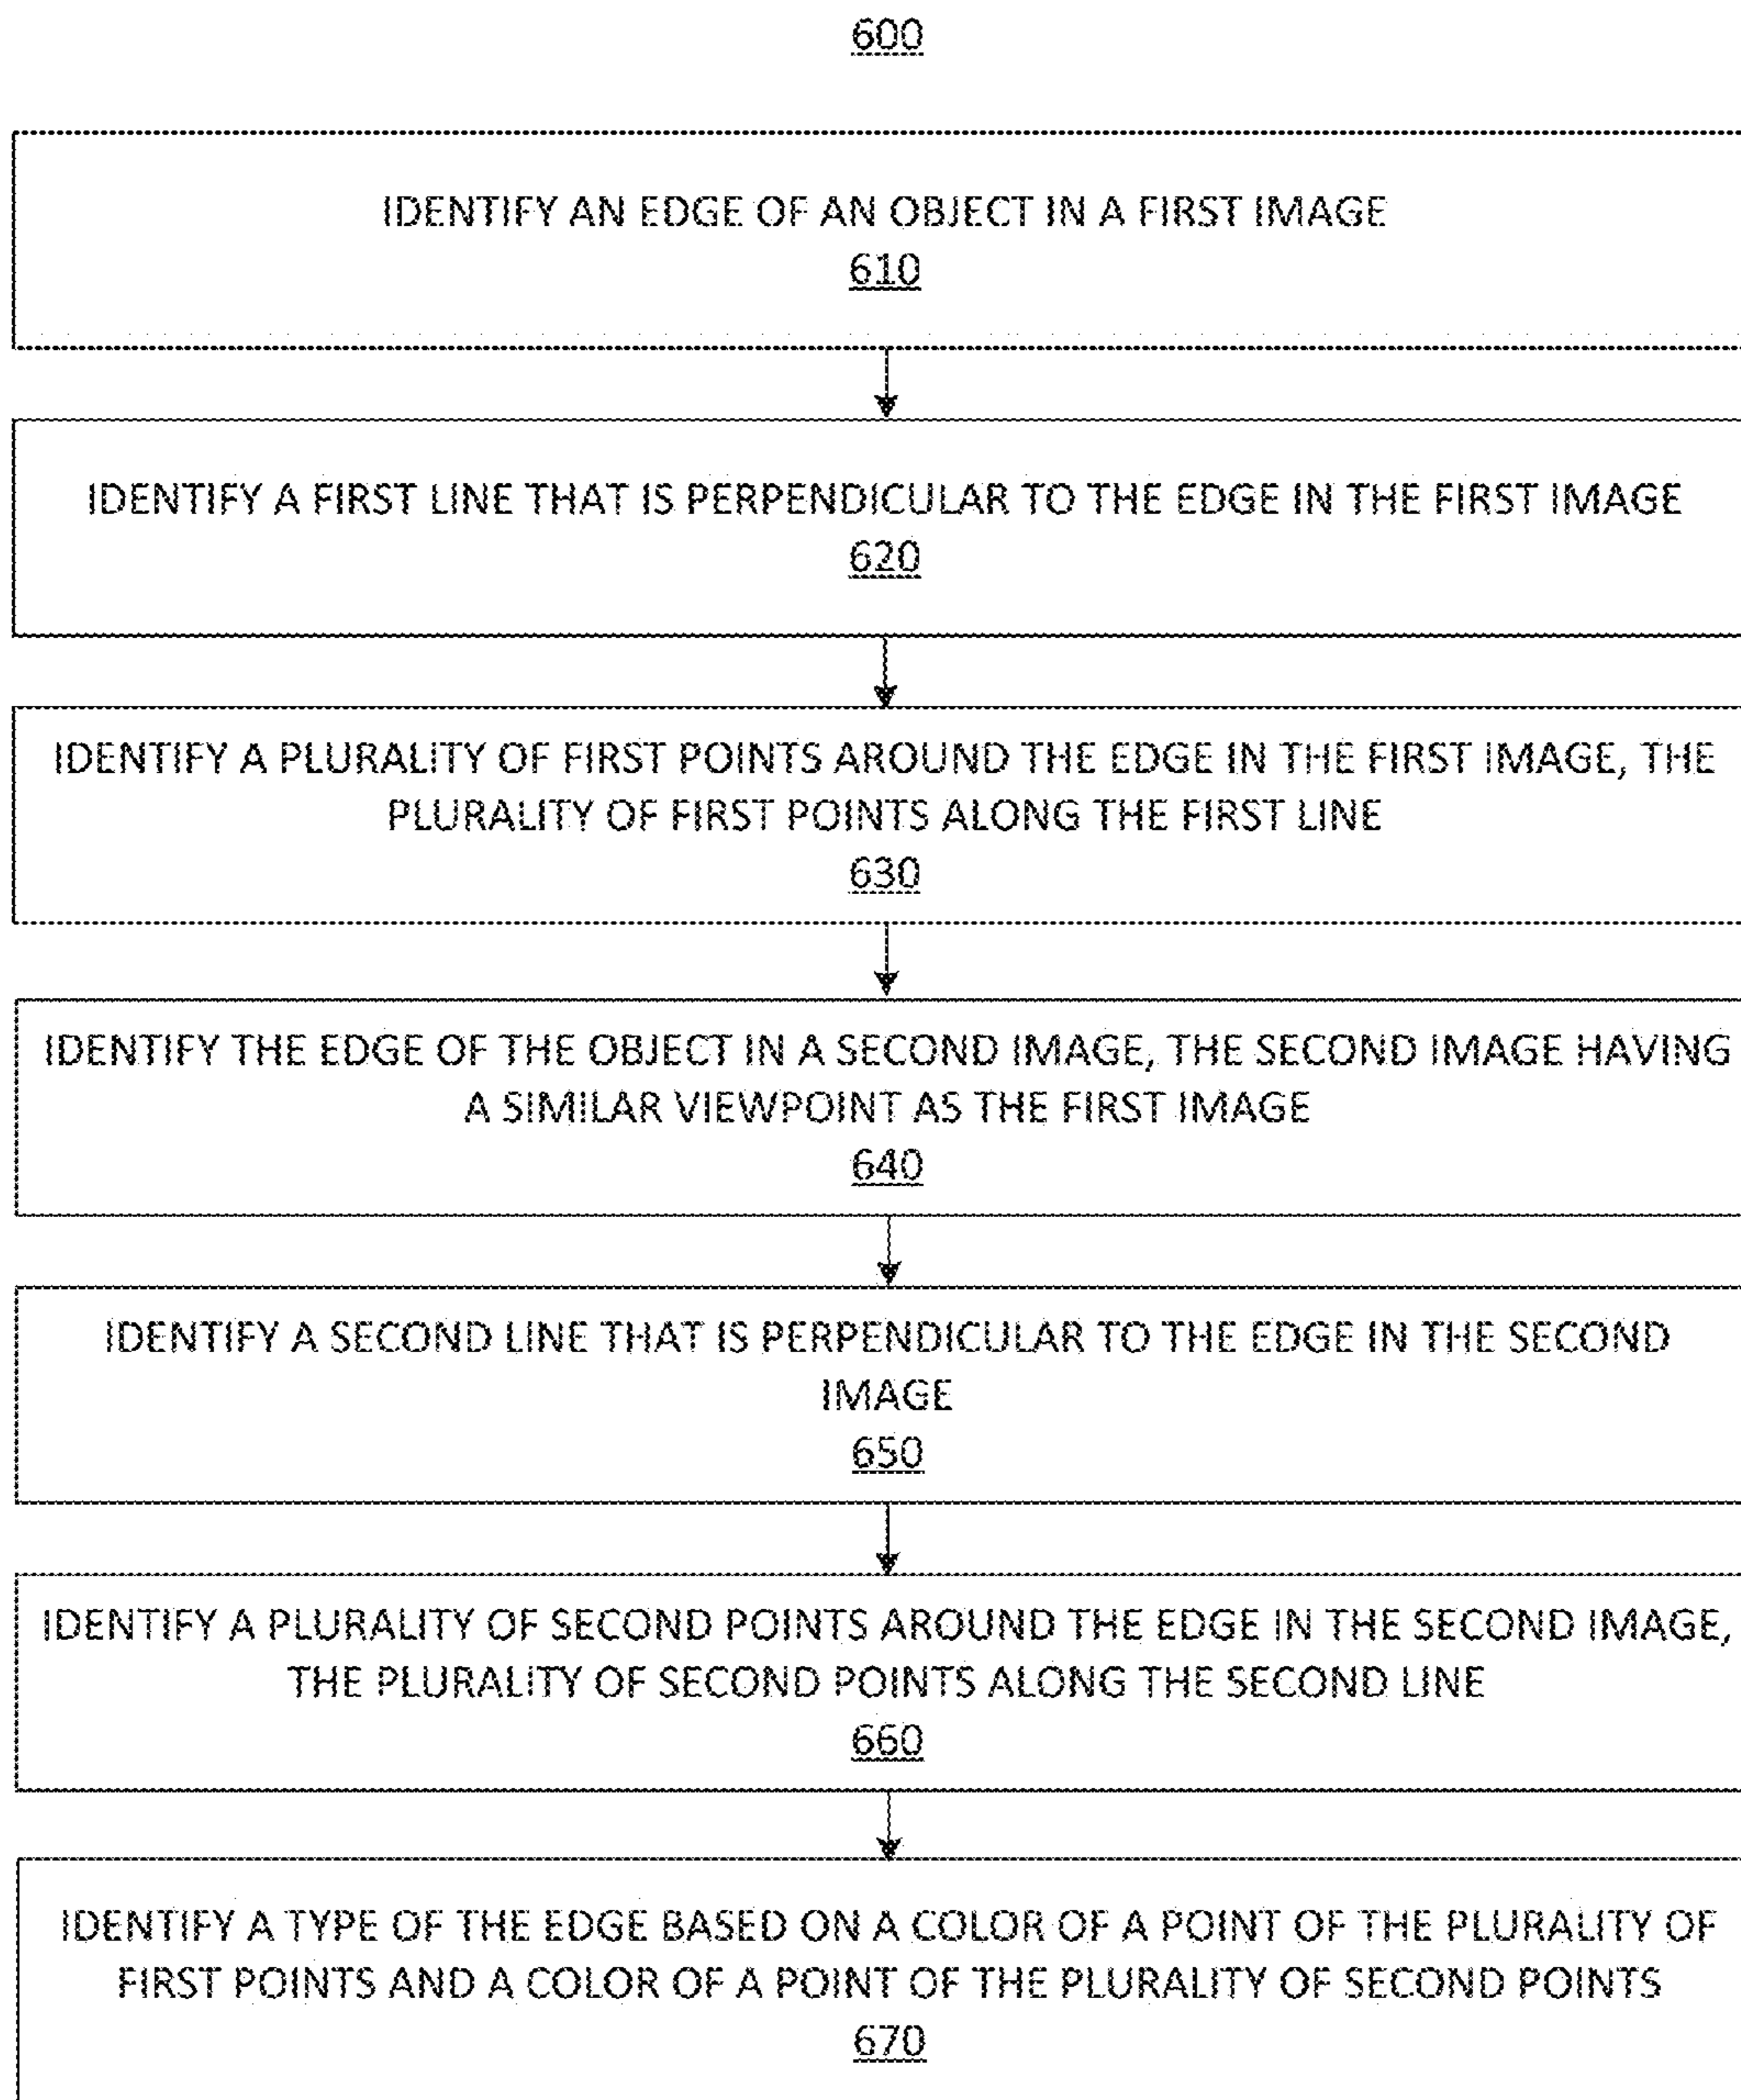 600
IDENTIFY AN EDGE OF AN OBJECT IN A FIRST IMAGE
610
IDENTIFY A FIRST LINE THAT IS PERPENDICULAR TO THE EDGE IN THE FIRST IMAGE
620
IDENTIFY A PLURALITY OF FIRST POINTS AROUND THE EDGE IN THE FIRST IMAGE, THE
PLURALITY OF FIRST POINTS ALONG THE FIRST LINE
630
IDENTIFY THE EDGE OF THE OBJECT IN A SECOND IMAGE, THE SECOND IMAGE HAVING
A SIMILAR VIEWPOINT AS THE FIRST IMAGE
640
IDENTIFY A SECOND LINE THAT IS PERPENDICULAR TO THE EDGE IN THE SECOND
IMAGE
650
IDENTIFY A PLURALITY OF SECOND POINTS AROUND THE EDGE IN THE SECOND IMAGE,
THE PLURALITY OF SECOND POINTS ALONG THE SECOND LINE
660
IDENTIFY A TYPE OF THE EDGE BASED ON A COLOR OF A POINT OF THE PLURALITY OF
FIRST POINTS AND A COLOR OF A POINT OF THE PLURALITY OF SECOND POINTS
670